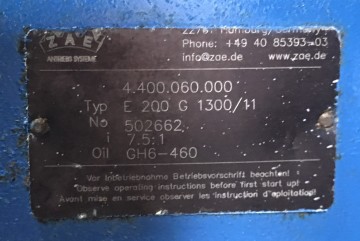 ZAE
ANTRIEBS SYSTEME
Hamburg/Germany
Phone: +49 40 85393-03
info@zae.de www.zae.de
4.400.060.000
Typ E 200 G 1300/11
No 502662
i 7.5:1
Oil GH6-460
Vor Inbetriebnahme Betriebsvorschrift beachten!
Observe operating instructions before first start up!
Avant mise en service observer les instruction d'exploitation!